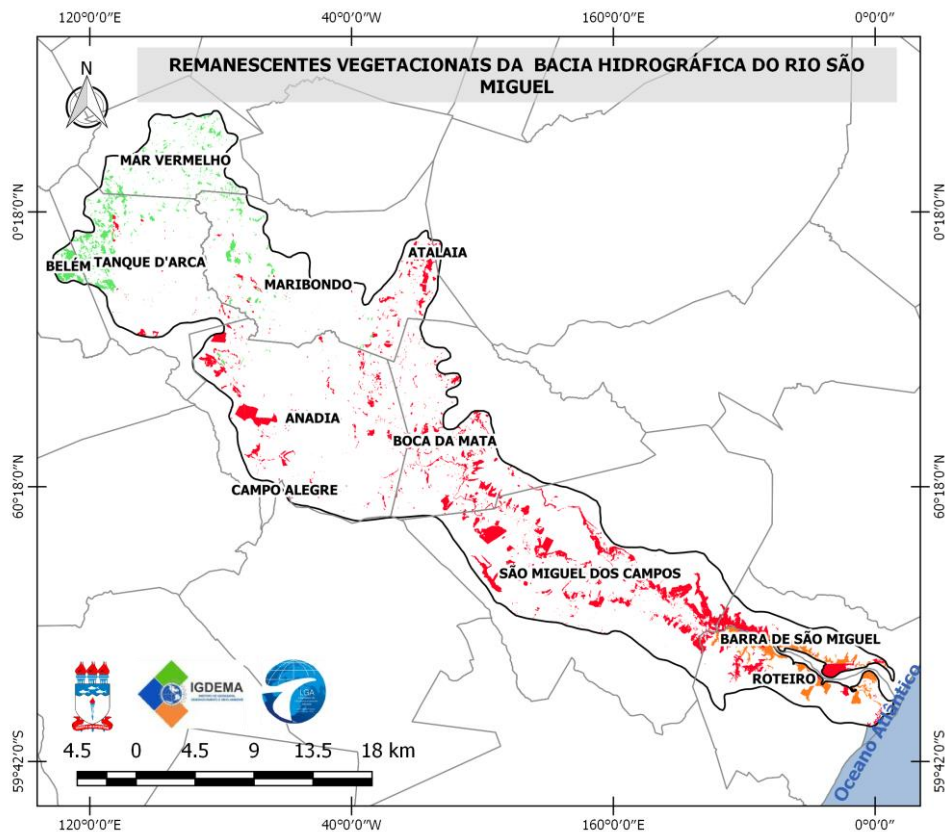 120°0'0"E
40°0'0"W
160°0'0"E
0°0'0"
REMANESCENTES VEGETACIONAIS DA BACIA HIDROGRÁFICA DO RIO SÃO
MIGUEL
N
MAR VERMELHO
0°18'0"N
0°18'0"N
ATALAIA
BELÉM
TANQUE D'ARCA
MARIBONDO
ANADIA
BOCA DA MATA
CAMPO ALEGRE
60°18'0"N
60°18'0"N
SÃO MIGUEL DOS CAMPOS
BARRA DE SÃO MIGUEL
ROTEIRO
IGDEMA
LGA
Oceano Atlântico
4.5 0 4.5 9 13.5 18 km
59°42'0"S
59°42'0"S
120°0'0"E
40°0'0"W
160°0'0"E
0°0'0"